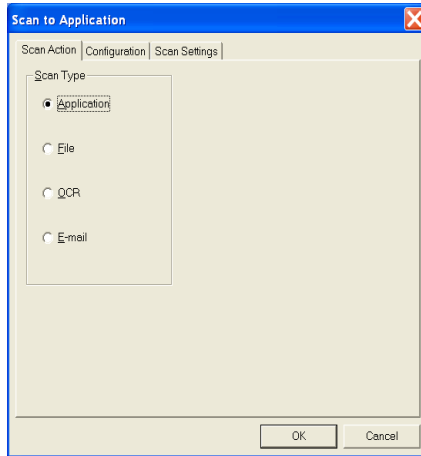 Scan to Application
Scan Action Configuration Scan Settings
Scan Type
Application
File
OCR
E-mail
OK Cancel